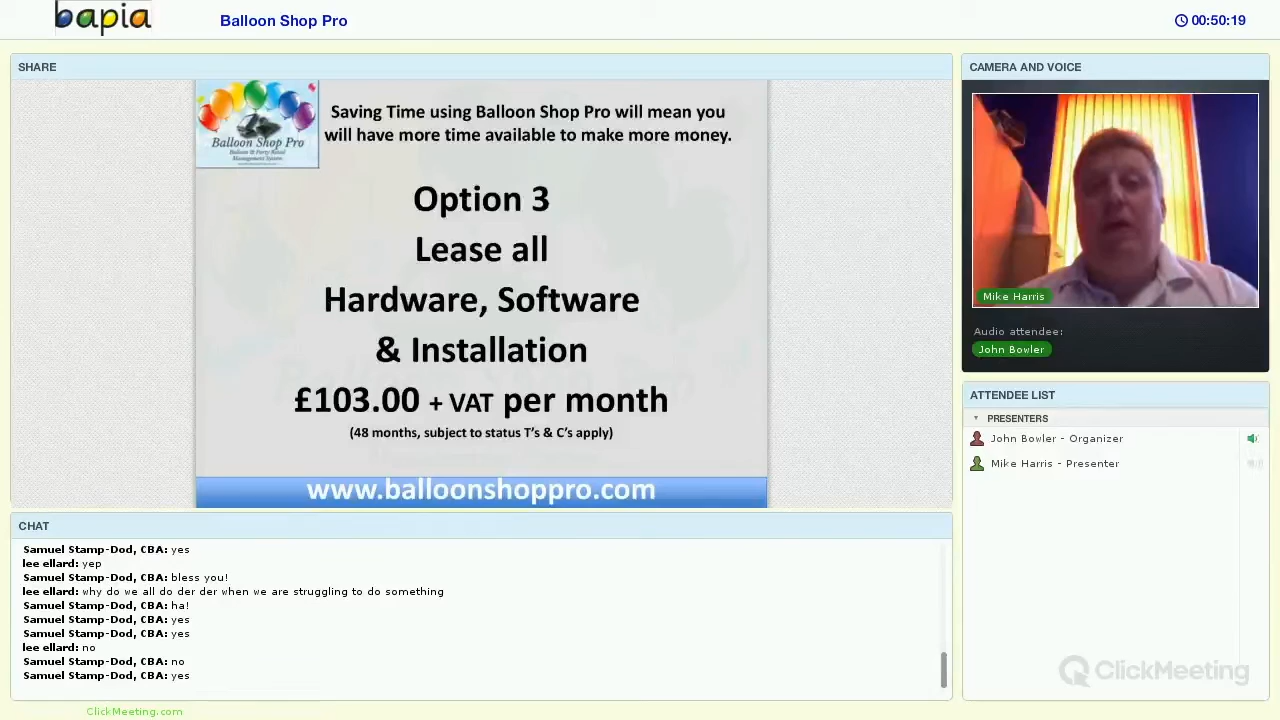 bapia
Balloon Shop Pro
00:50:19
SHARE
Balloon Shop Pro
Balloon & Party Retail
Management System
Saving Time using Balloon Shop Pro will mean you
will have more time available to make more money.
Option 3
Lease all
Hardware, Software
& Installation
£103.00 + VAT per month
(48 months, subject to status T's & C's apply)
www.balloonshoppro.com
CAMERA AND VOICE
Mike Harris
Audio attendee:
John Bowler
ATTENDEE LIST
PRESENTERS
John Bowler - Organizer
Mike Harris - Presenter
CHAT
Samuel Stamp-Dod, CBA: yes
lee ellard: yep
Samuel Stamp-Dod, CBA: bless you!
lee ellard: why do we all do der der when we are struggling to do something
Samuel Stamp-Dod, CBA: ha!
Samuel Stamp-Dod, CBA: yes
Samuel Stamp-Dod, CBA: yes
lee ellard: no
Samuel Stamp-Dod, CBA: no
Samuel Stamp-Dod, CBA: yes
ClickMeeting
ClickMeeting.com